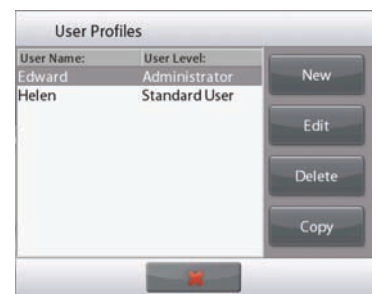 User Profiles
User Name: User Level:
Edward Administrator
Helen Standard User
New
Edit
Delete
Copy